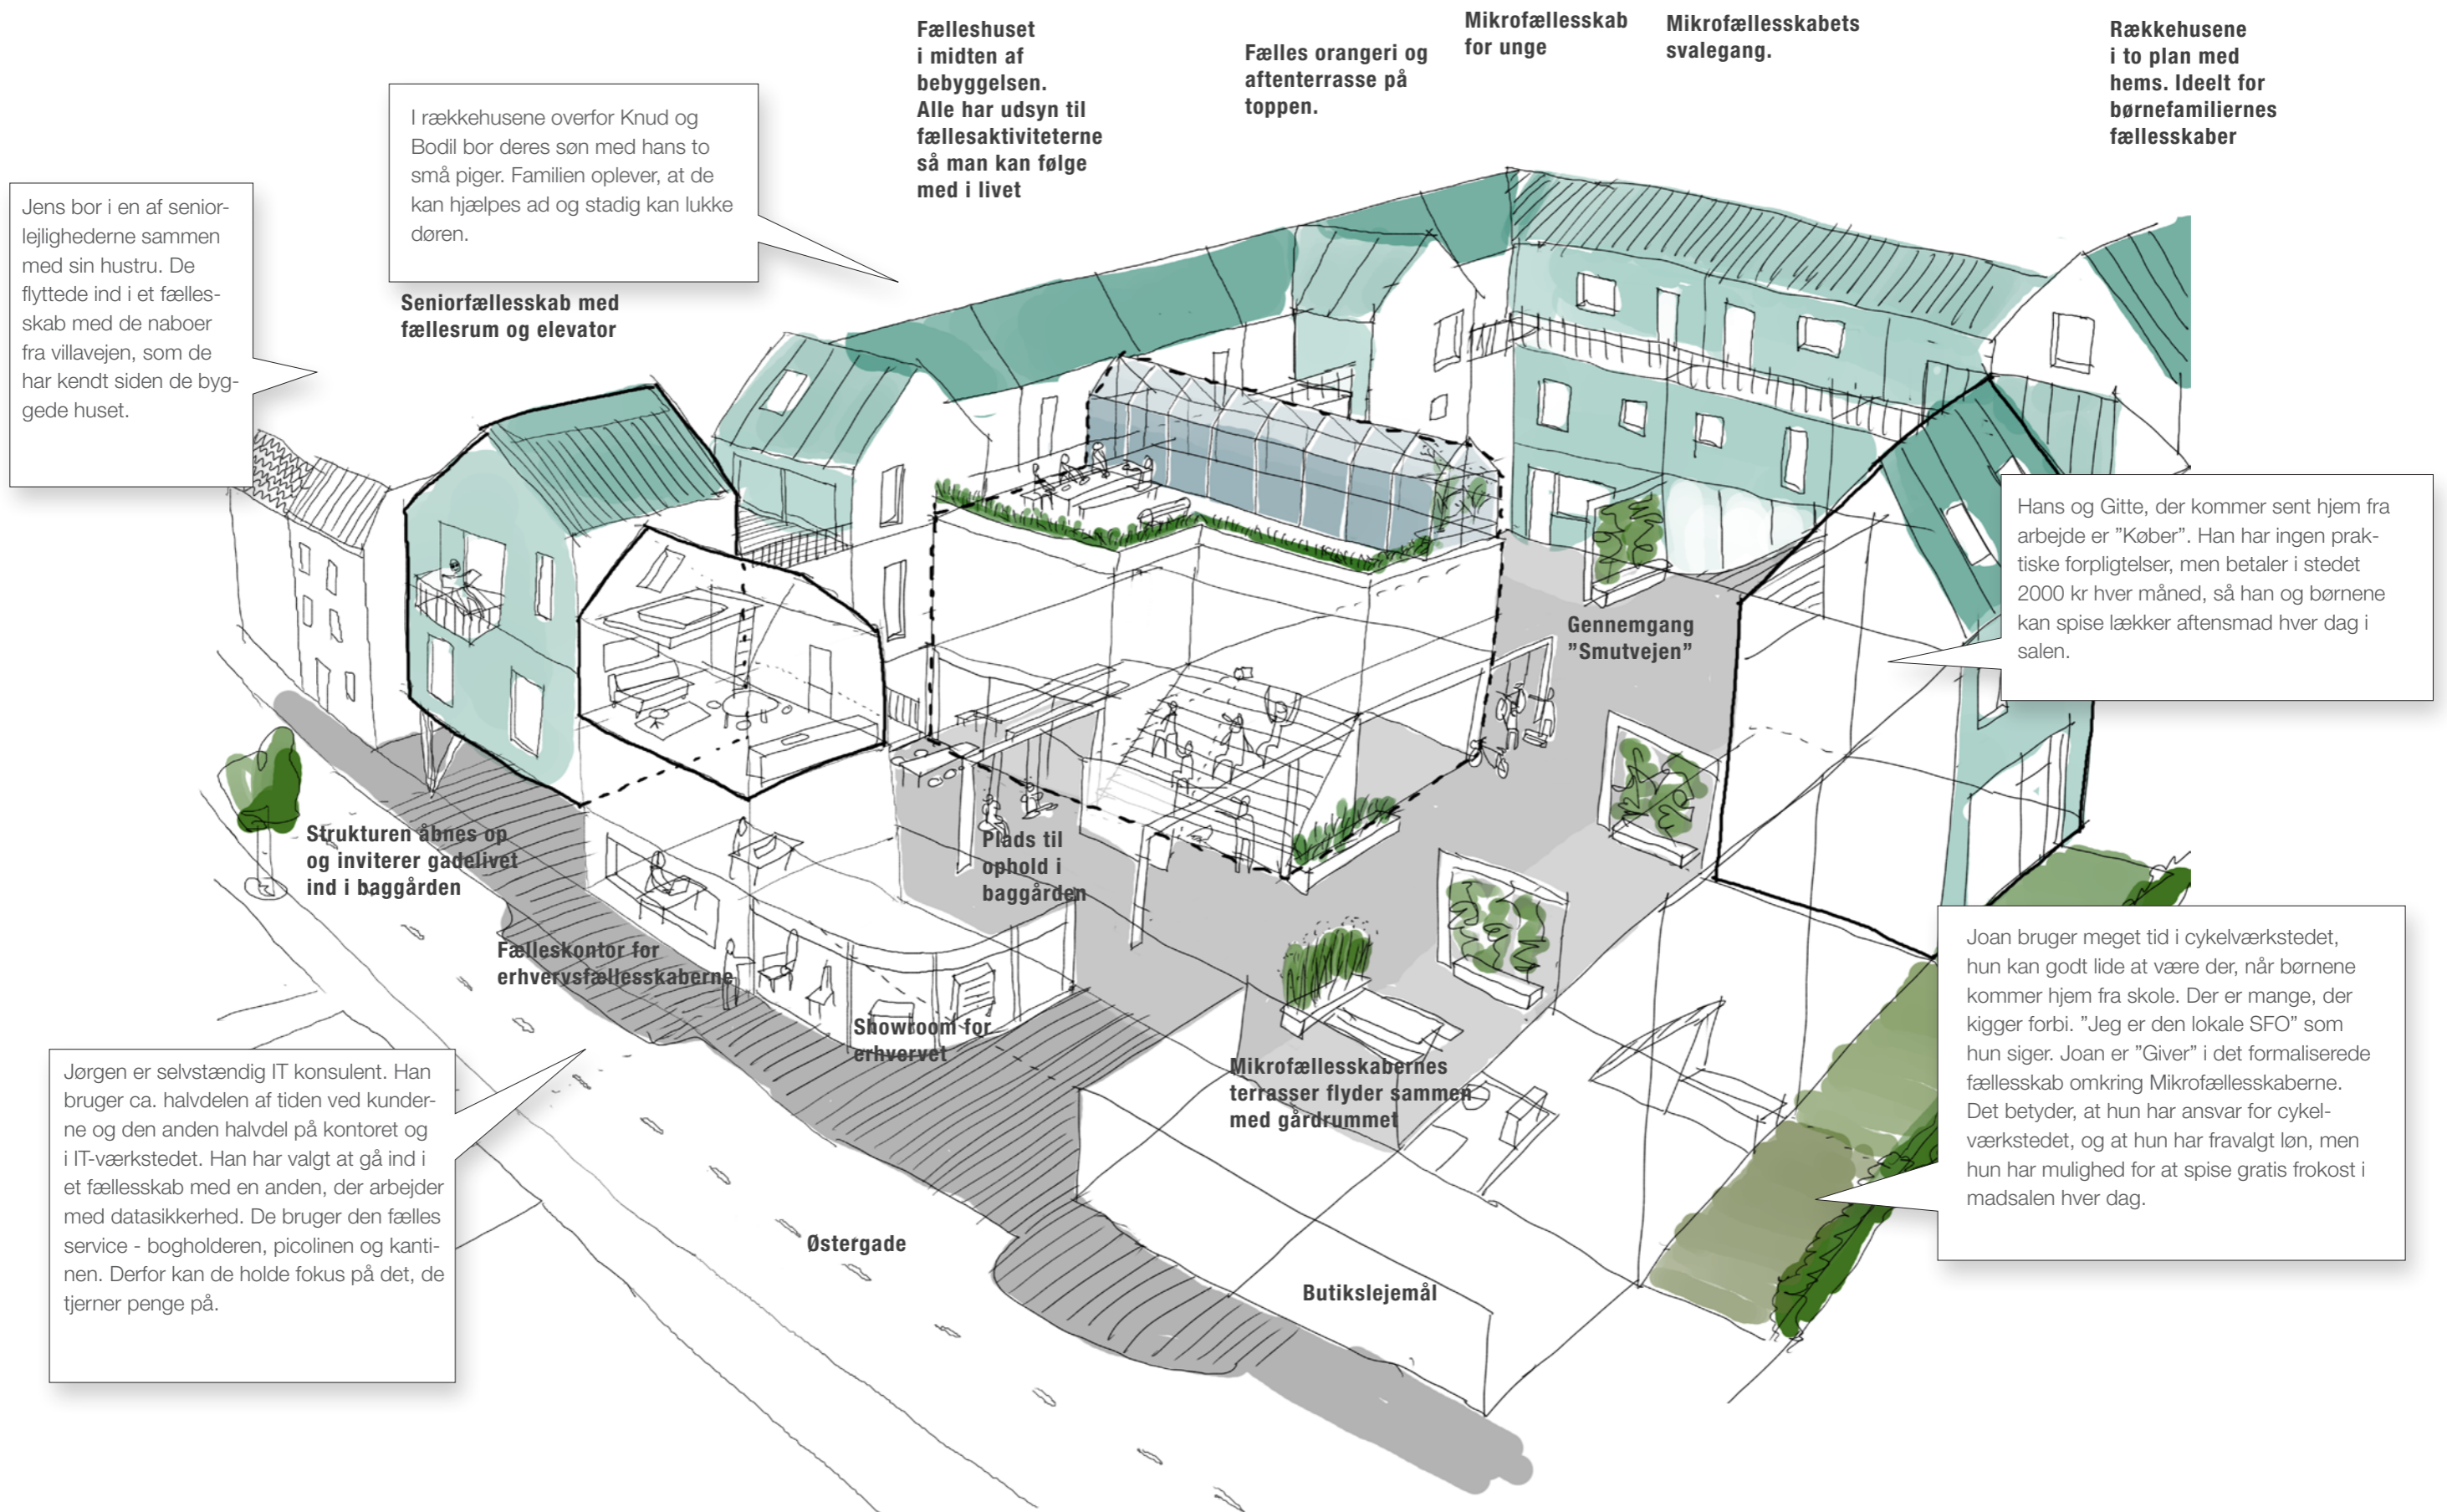 Fælleshuset
i midten af
bebyggelsen.
Alle har udsyn til
fællesaktiviteterne
så man kan følge
med i livet
Fælles orangeri og
aftenterrasse på
toppen.
Mikrofællesskab
for unge
Mikrofællesskabets
svalegang.
Rækkehusene
i to plan med
hems. Ideelt for
børnefamiliernes
fællesskaber
I rækkehusene overfor Knud og
Bodil bor deres søn med hans to
små piger. Familien oplever, at de
kan hjælpes ad og stadig kan lukke
døren.
Jens bor i en af senior-
lejlighederne sammen
med sin hustru. De
flyttede ind i et fælles-
skab med de naboer
fra villavejen, som de
har kendt siden de byg-
gede huset.
Seniorfællesskab med
fællesrum og elevator
Hans og Gitte, der kommer sent hjem fra
arbejde er ”Køber”. Han har ingen prak-
tiske forpligtelser, men betaler i stedet
2000 kr hver måned, så han og børnene
kan spise lækker aftensmad hver dag i
salen.
Gennemgang
”Smutvejen”
Strukturen åbnes op
og inviterer gadelivet
ind i baggården
Plads til
ophold i
baggården
Fælleskontor for
erhvervsfællesskaberne
Showroom for
erhvervet
Mikrofællesskabernes
terrasser flyder sammen
med gårdrummet
Joan bruger meget tid i cykelværkstedet,
hun kan godt lide at være der, når børnene
kommer hjem fra skole. Der er mange, der
kigger forbi. ”Jeg er den lokale SFO” som
hun siger. Joan er ”Giver” i det formaliserede
fællesskab omkring Mikrofællesskaberne.
Det betyder, at hun har ansvar for cykel-
værkstedet, og at hun har fravalgt løn, men
hun har mulighed for at spise gratis frokost i
madsalen hver dag.
Jørgen er selvstændig IT konsulent. Han
bruger ca. halvdelen af tiden ved kunder-
ne og den anden halvdel på kontoret og
i IT-værkstedet. Han har valgt at gå ind i
et fællesskab med en anden, der arbejder
med datasikkerhed. De bruger den fælles
service - bogholderen, picolinen og kanti-
nen. Derfor kan de holde fokus på det, de
tjerner penge på.
Østergade
Butikslejemål